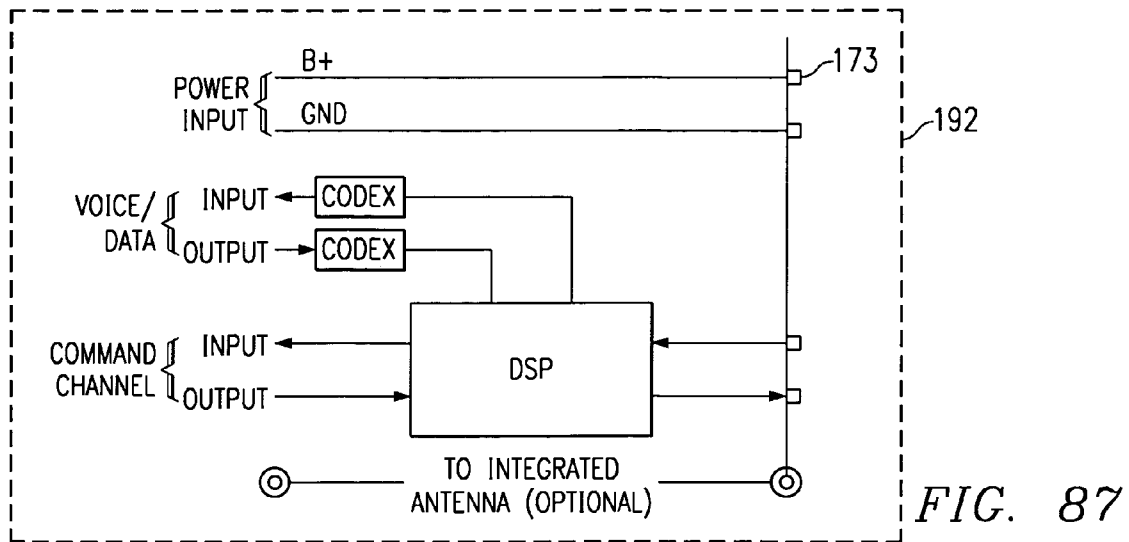 B+
173
POWER
INPUT
GND
192
VOICE/
DATA
INPUT
CODEX
OUTPUT
CODEX
COMMAND
CHANNEL
INPUT
OUTPUT
DSP
TO INTEGRATED
ANTENNA (OPTIONAL)
FIG. 87